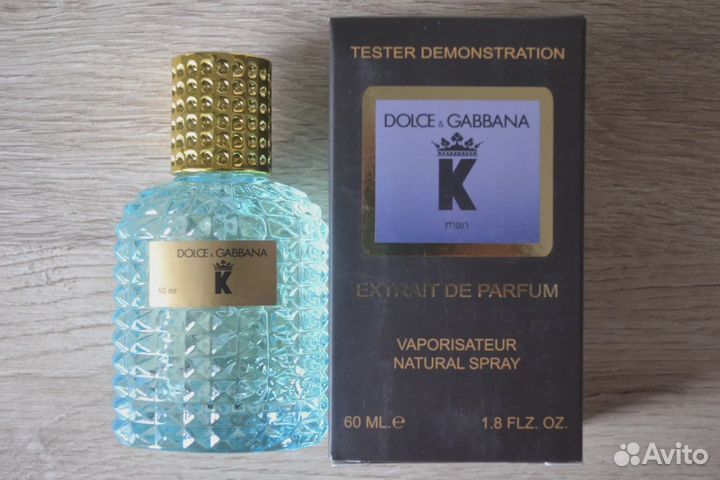 DOLCE & GABBANA
K
60 ml
TESTER DEMONSTRATION
DOLCE & GABBANA
K
man
EXTRAIT DE PARFUM
VAPORISATEUR
NATURAL SPRAY
60 ML.e 1.8 FLZ. OZ.
Avito